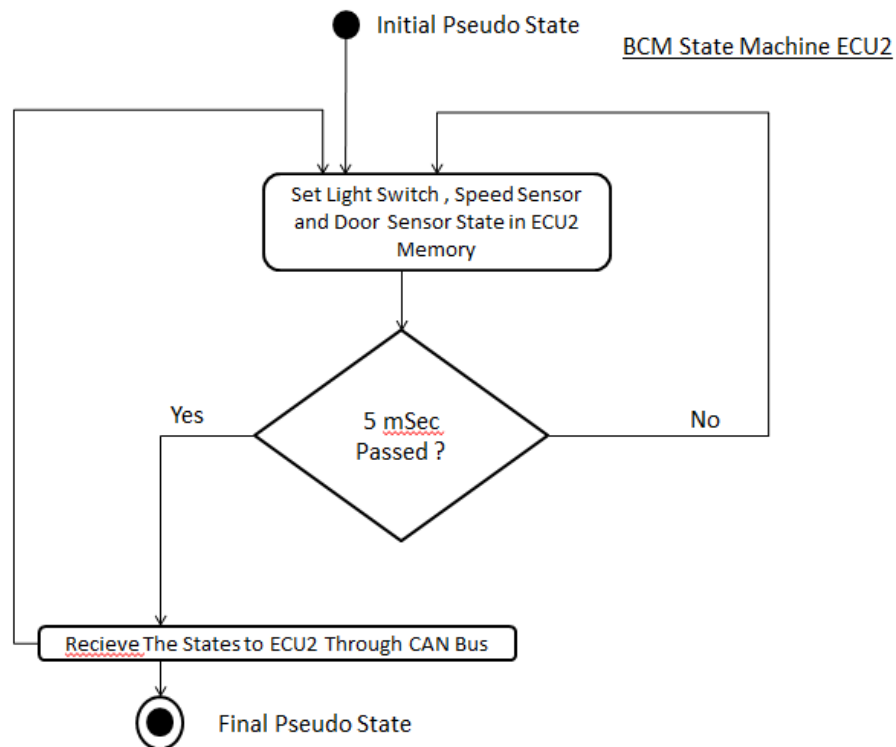 Initial Pseudo State
BCM State Machine ECU2
Set Light Switch , Speed Sensor
and Door Sensor State in ECU2
Memory
Yes
5 mSec
Passed ?
No
Recieve The States to ECU2 Through CAN Bus
Final Pseudo State